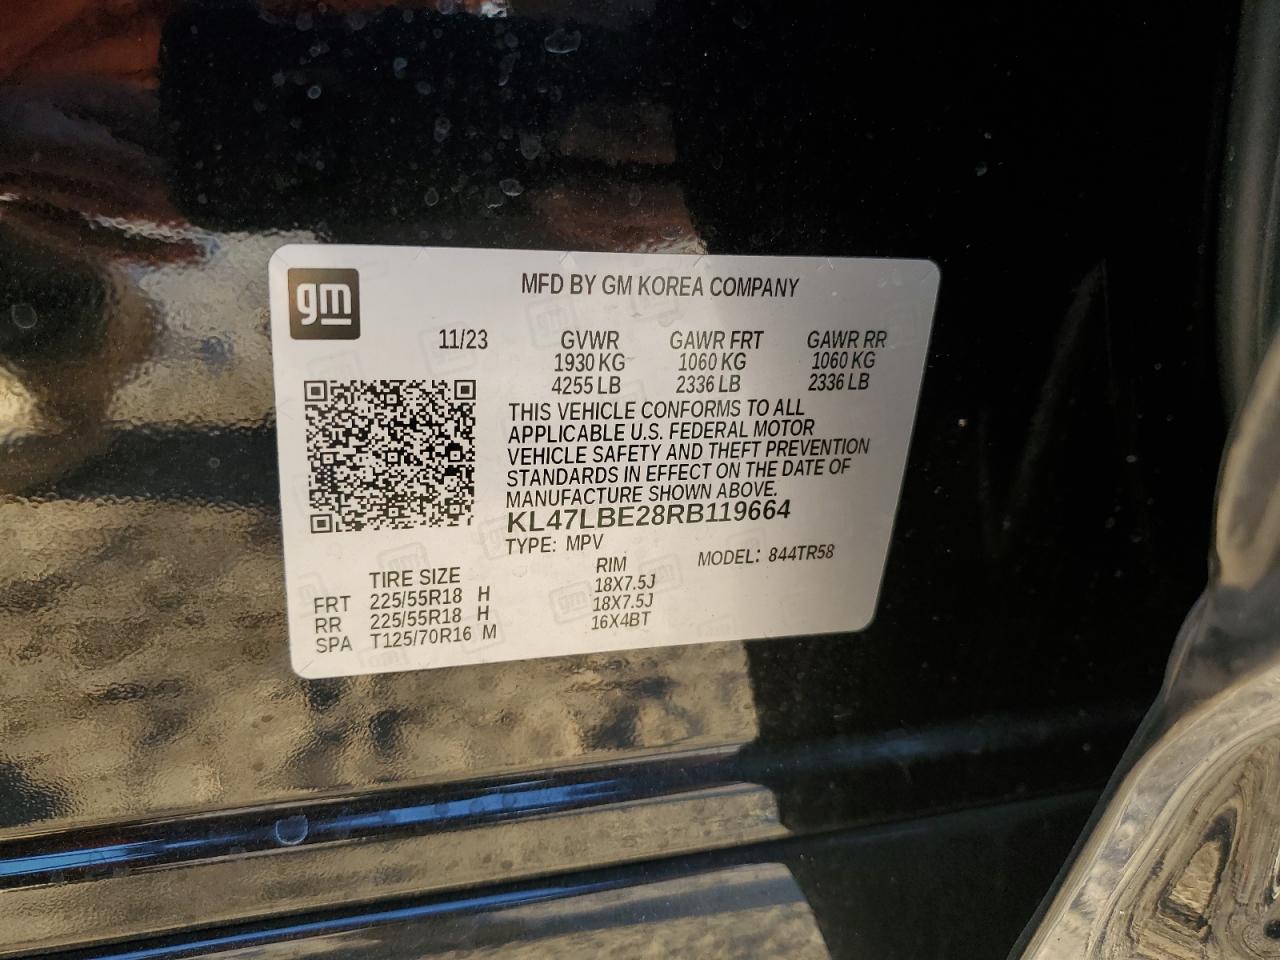 gm
MFD BY GM KOREA COMPANY
11/23 GVWR GAWR FRT GAWR RR
1930 KG 1060 KG 1060 KG
4255 LB 2336 LB 2336 LB
THIS VEHICLE CONFORMS TO ALL
APPLICABLE U.S. FEDERAL MOTOR
VEHICLE SAFETY AND THEFT PREVENTION
STANDARDS IN EFFECT ON THE DATE OF
MANUFACTURE SHOWN ABOVE.
KL47LBE28RB119664
TYPE: MPV MODEL: 844TR58
TIRE SIZE RIM
FRT 225/55R18 H 18X7.5J
RR 225/55R18 H 18X7.5J
SPA T125/70R16 M 16X4BT